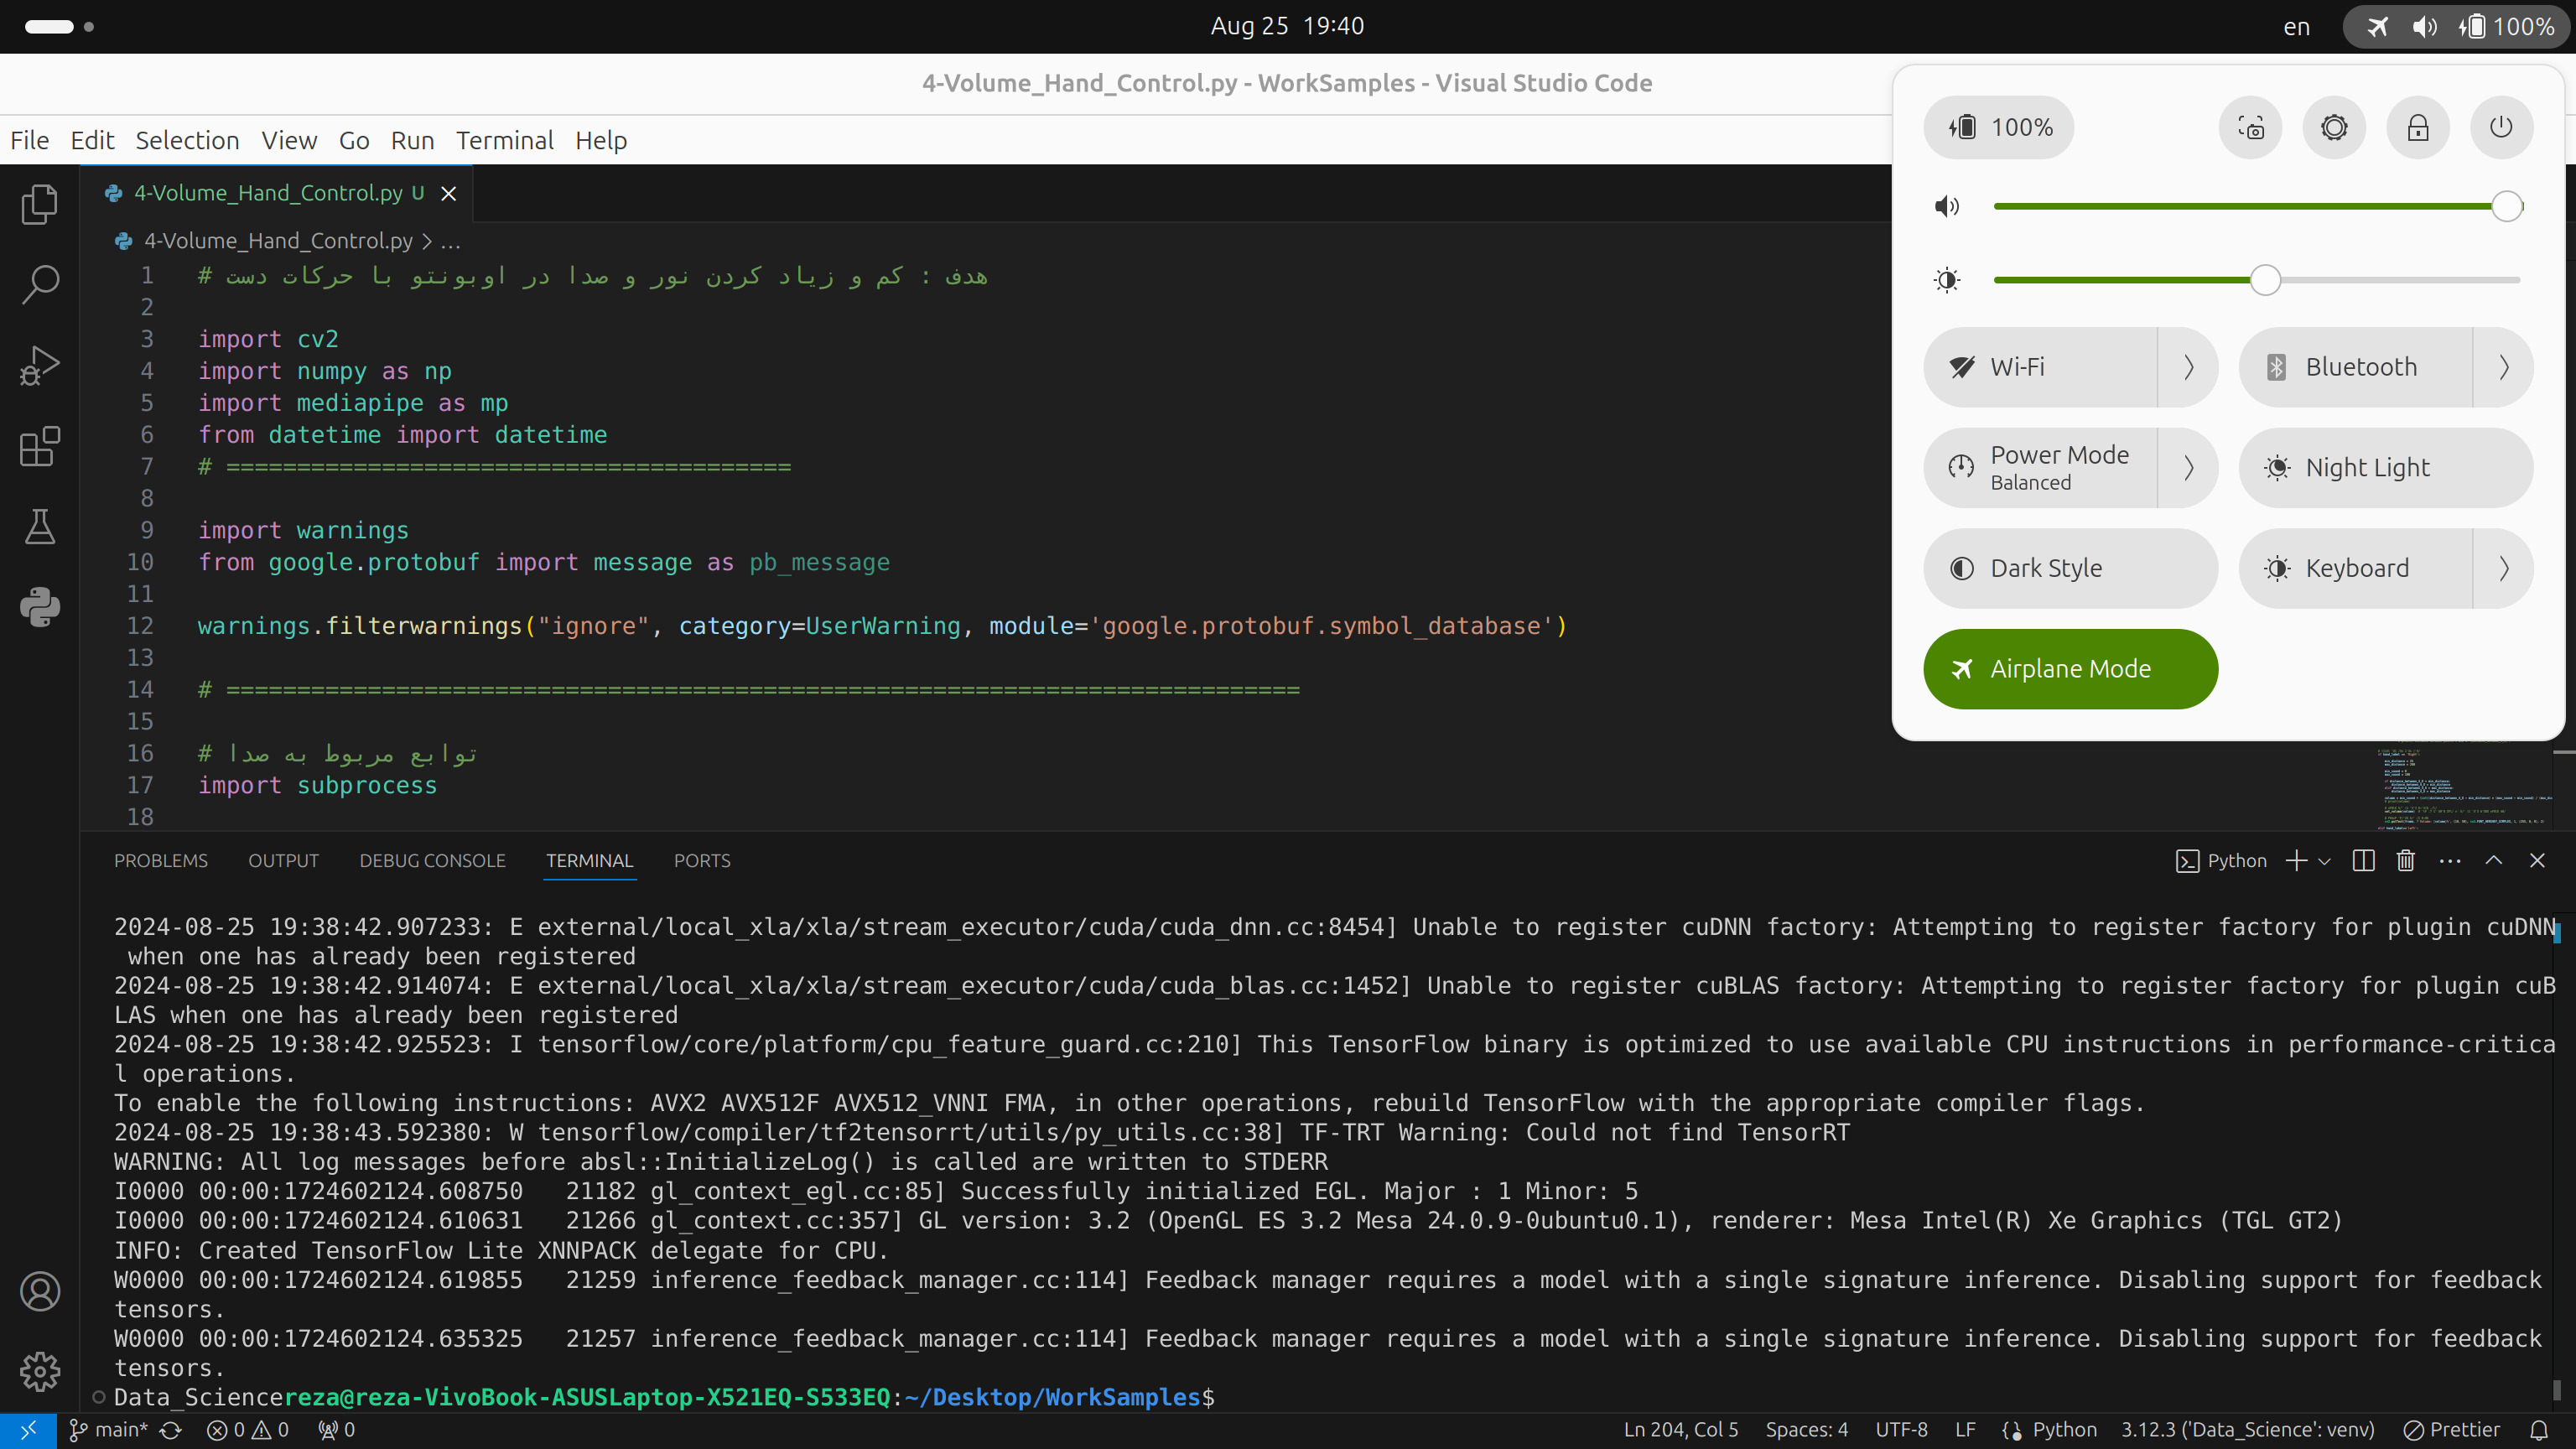 Aug 25 19:40
en
100%
4-Volume_Hand_Control.py - WorkSamples - Visual Studio Code
File Edit Selection View Go Run Terminal Help
100%
Wi-Fi
Bluetooth
Power Mode
Balanced
Night Light
Dark Style
Keyboard
Airplane Mode
4-Volume_Hand_Control.py U
4-Volume_Hand_Control.py > ...
1 # هدف : کم و زیاد کردن نور و صدا در اوبونتو با حرکات دست
2
3 import cv2
4 import numpy as np
5 import mediapipe as mp
6 from datetime import datetime
7 # ========================================
8
9 import warnings
10 from google.protobuf import message as pb_message
11
12 warnings.filterwarnings("ignore", category=UserWarning, module='google.protobuf.symbol_database')
13
14 # ============================================================================
15
16 # توابع مربوط به صدا
17 import subprocess
18
PROBLEMS OUTPUT DEBUG CONSOLE TERMINAL PORTS
Python
2024-08-25 19:38:42.907233: E external/local_xla/xla/stream_executor/cuda/cuda_dnn.cc:8454] Unable to register cuDNN factory: Attempting to register factory for plugin cuDNN
when one has already been registered
2024-08-25 19:38:42.914074: E external/local_xla/xla/stream_executor/cuda/cuda_blas.cc:1452] Unable to register cuBLAS factory: Attempting to register factory for plugin cuB
LAS when one has already been registered
2024-08-25 19:38:42.925523: I tensorflow/core/platform/cpu_feature_guard.cc:210] This TensorFlow binary is optimized to use available CPU instructions in performance-critica
l operations.
To enable the following instructions: AVX2 AVX512F AVX512_VNNI FMA, in other operations, rebuild TensorFlow with the appropriate compiler flags.
2024-08-25 19:38:43.592380: W tensorflow/compiler/tf2tensorrt/utils/py_utils.cc:38] TF-TRT Warning: Could not find TensorRT
WARNING: All log messages before absl::InitializeLog() is called are written to STDERR
I0000 00:00:1724602124.608750   21182 gl_context_egl.cc:85] Successfully initialized EGL. Major : 1 Minor: 5
I0000 00:00:1724602124.610631   21266 gl_context.cc:357] GL version: 3.2 (OpenGL ES 3.2 Mesa 24.0.9-0ubuntu0.1), renderer: Mesa Intel(R) Xe Graphics (TGL GT2)
INFO: Created TensorFlow Lite XNNPACK delegate for CPU.
W0000 00:00:1724602124.619855   21259 inference_feedback_manager.cc:114] Feedback manager requires a model with a single signature inference. Disabling support for feedback
tensors.
W0000 00:00:1724602124.635325   21257 inference_feedback_manager.cc:114] Feedback manager requires a model with a single signature inference. Disabling support for feedback
tensors.
Data_Sciencereza@reza-VivoBook-ASUSLaptop-X521EQ-S533EQ:~/Desktop/WorkSamples$
main* 0 0 0 Ln 204, Col 5 Spaces: 4 UTF-8 LF Python 3.12.3 ('Data_Science': venv) Prettier